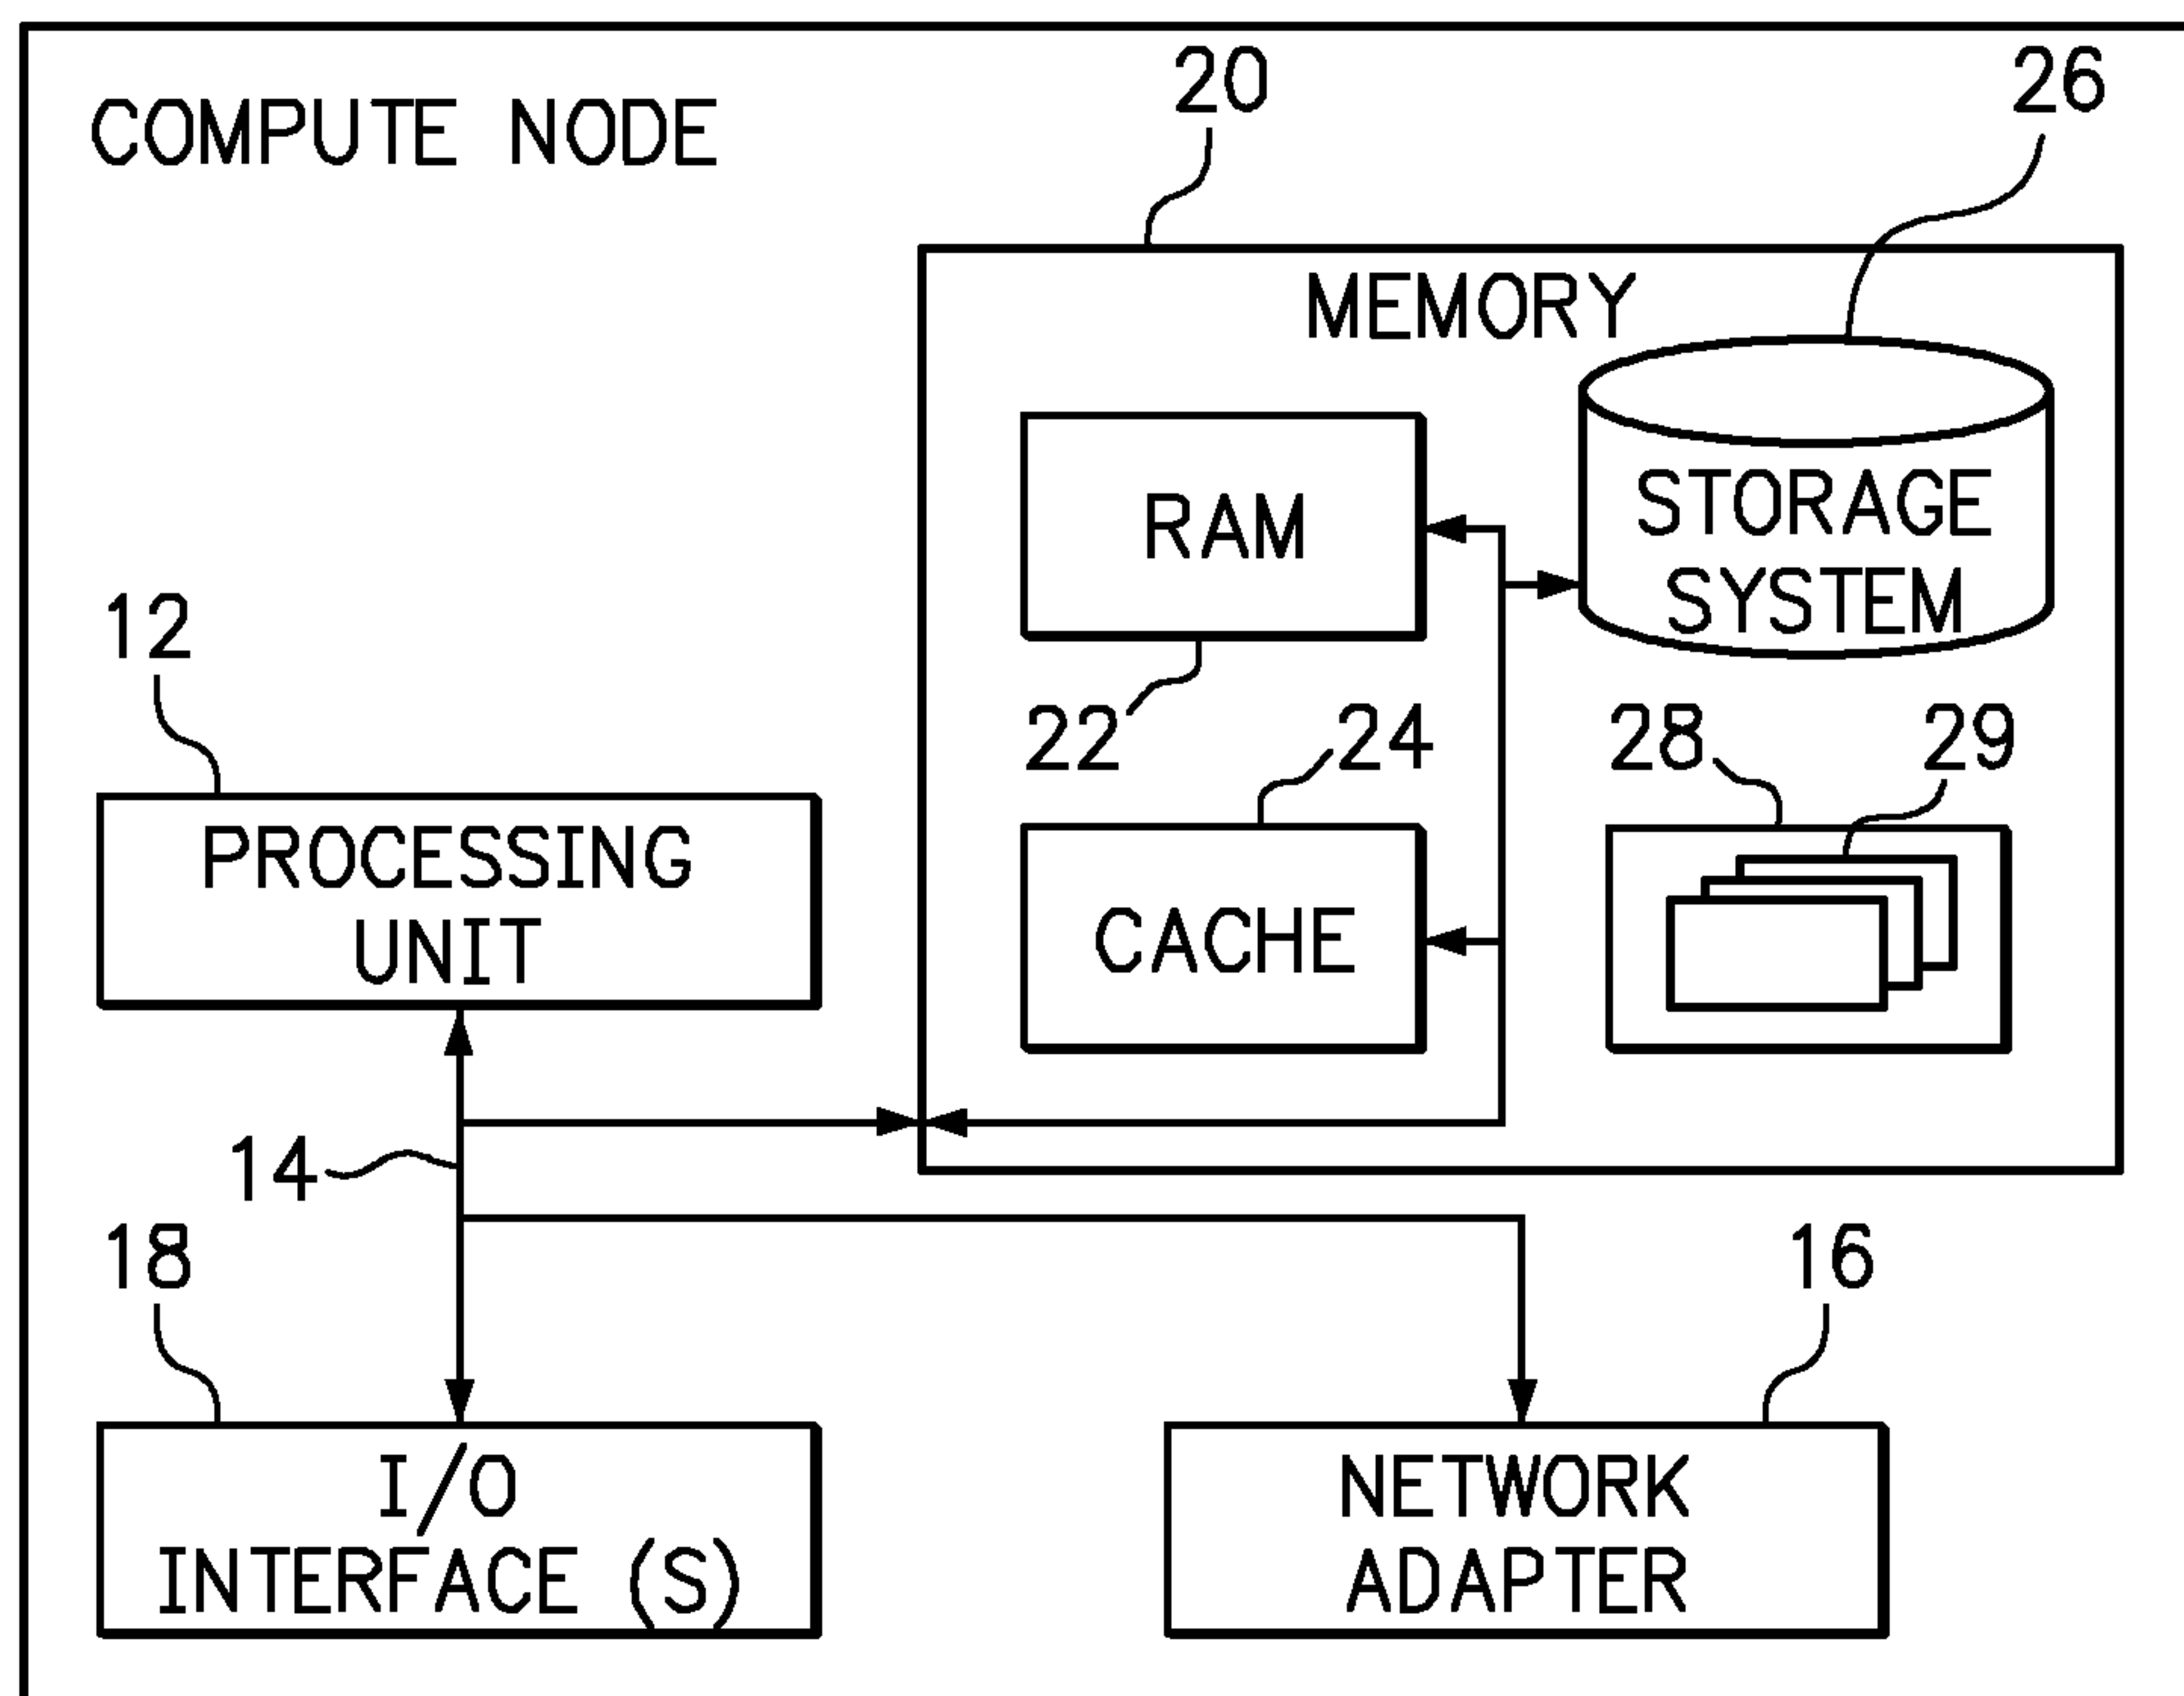 COMPUTE NODE
20
26
MEMORY
RAM
STORAGE
SYSTEM
12
22
24
28
29
PROCESSING
UNIT
CACHE
14
18
16
I/O
INTERFACE (S)
NETWORK
ADAPTER